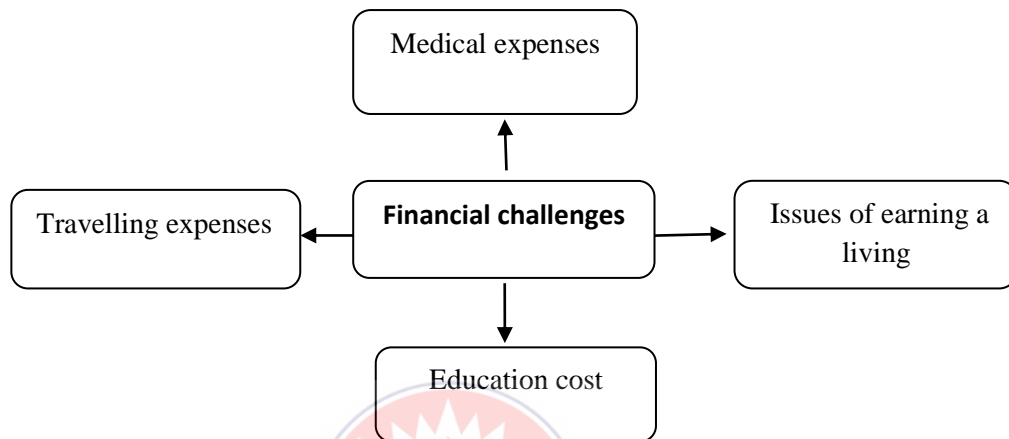 Medical expenses
Travelling expenses
Financial challenges
Issues of earning a
living
Education cost